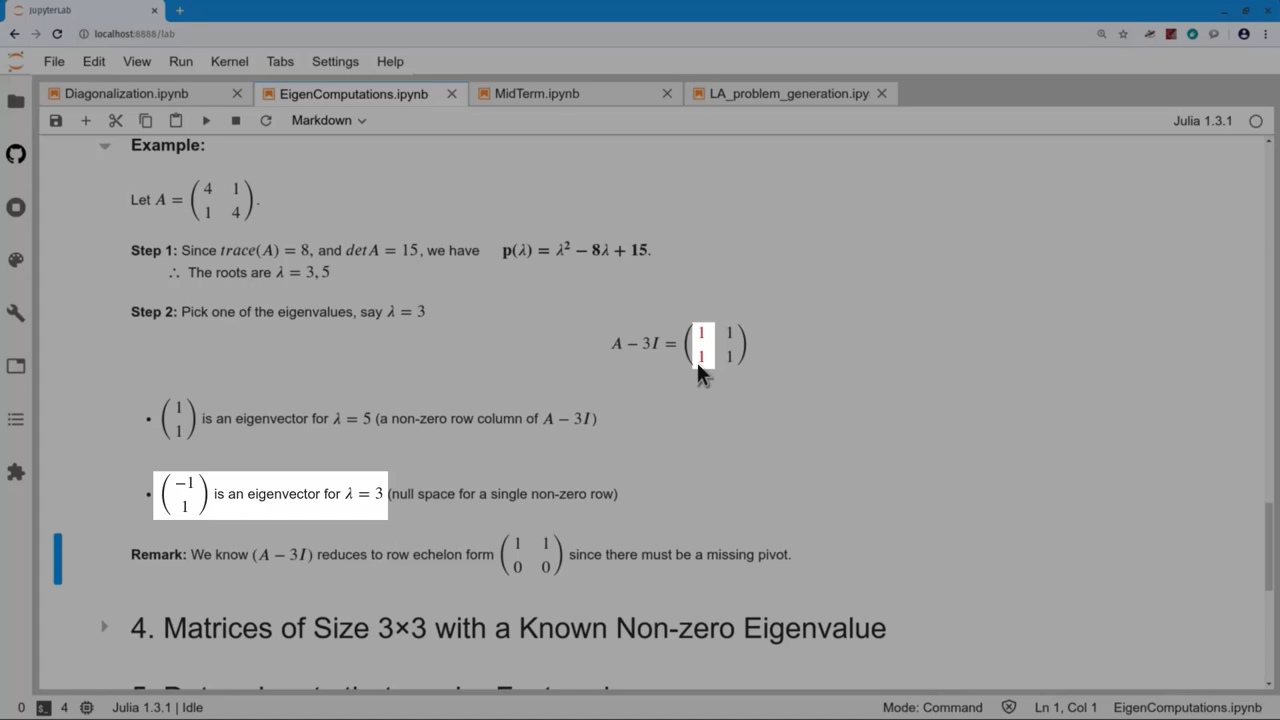 JupyterLab
localhost:8888/lab
File Edit View Run Kernel Tabs Settings Help
Diagonalization.ipynb EigenComputations.ipynb MidTerm.ipynb LA_problem_generation.ipy
Markdown Julia 1.3.1
Example:
Let A = ( 4 1
1 4 ).
Step 1: Since trace(A) = 8, and det A = 15, we have p(λ) = λ² − 8λ + 15.
∴ The roots are λ = 3, 5
Step 2: Pick one of the eigenvalues, say λ = 3
A − 3I = ( 1 1
1 1 )
• ( 1
1 ) is an eigenvector for λ = 5 (a non-zero row column of A − 3I)
• ( −1
1 ) is an eigenvector for λ = 3 (null space for a single non-zero row)
Remark: We know (A − 3I) reduces to row echelon form ( 1 1
0 0 ) since there must be a missing pivot.
4. Matrices of Size 3×3 with a Known Non-zero Eigenvalue
0 4 Julia 1.3.1 | Idle Mode: Command Ln 1, Col 1 EigenComputations.ipynb